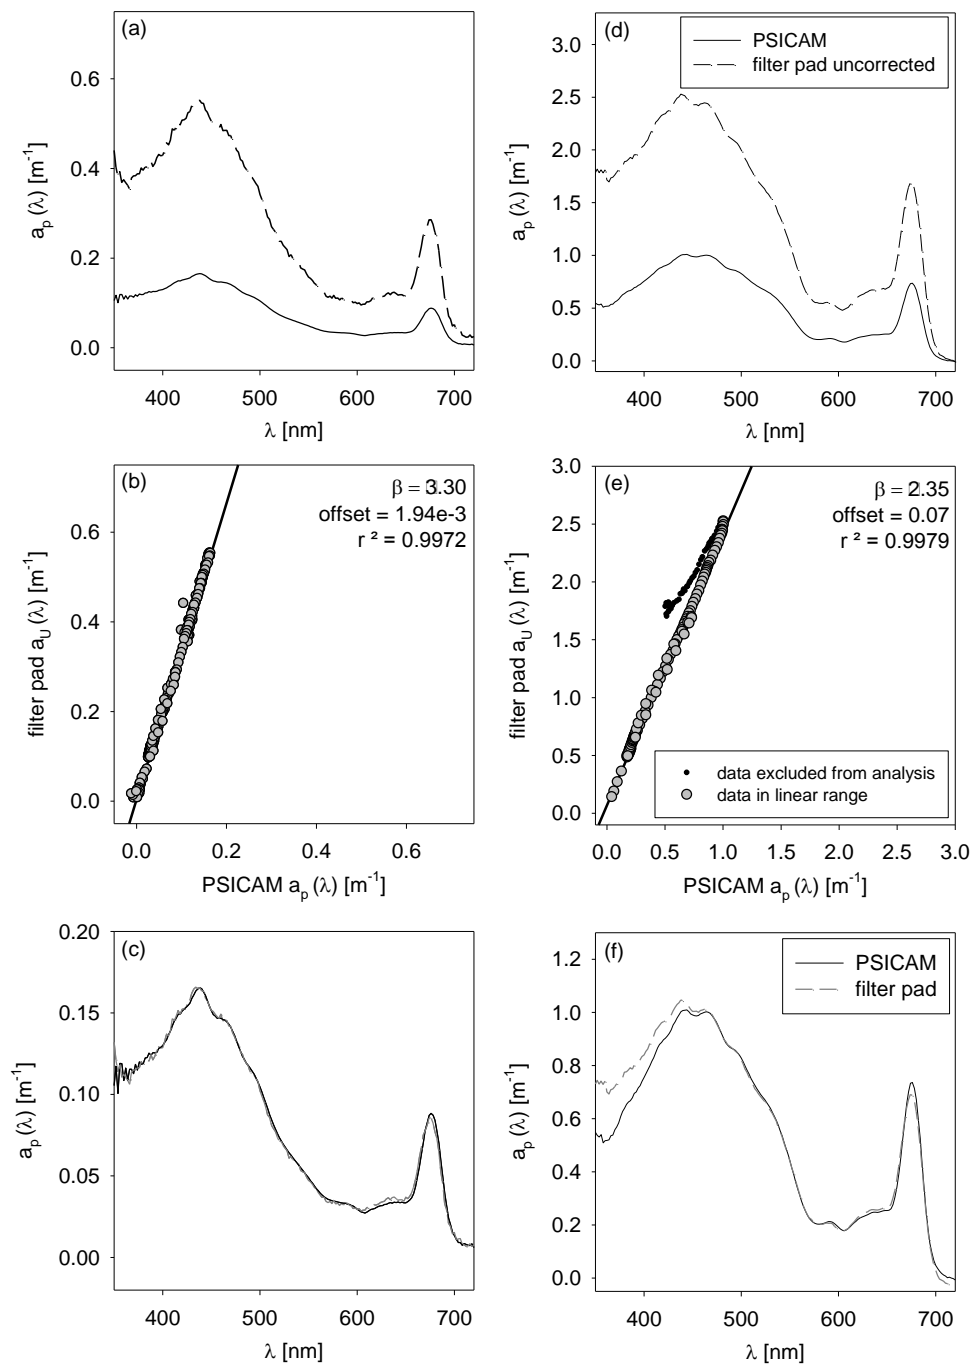 (a)
0.6
0.4
0.2
0.0
a_p (λ) [m⁻¹]
400 500 600 700
λ [nm]
(d)
PSICAM
filter pad uncorrected
3.0
2.5
2.0
1.5
1.0
0.5
0.0
a_p (λ) [m⁻¹]
400 500 600 700
λ [nm]
(b)
β = 3.30
offset = 1.94e-3
r ² = 0.9972
0.6
0.4
0.2
0.0
filter pad a_U (λ) [m⁻¹]
0.0 0.2 0.4 0.6
PSICAM a_p (λ) [m⁻¹]
(e)
β = 2.35
offset = 0.07
r ² = 0.9979
3.0
2.5
2.0
1.5
1.0
0.5
0.0
filter pad a_U (λ) [m⁻¹]
data excluded from analysis
data in linear range
0.0 0.5 1.0 1.5 2.0 2.5 3.0
PSICAM a_p (λ) [m⁻¹]
(c)
0.20
0.15
0.10
0.05
0.00
a_p (λ) [m⁻¹]
400 500 600 700
λ [nm]
(f)
PSICAM
filter pad
1.2
1.0
0.8
0.6
0.4
0.2
0.0
a_p (λ) [m⁻¹]
400 500 600 700
λ [nm]